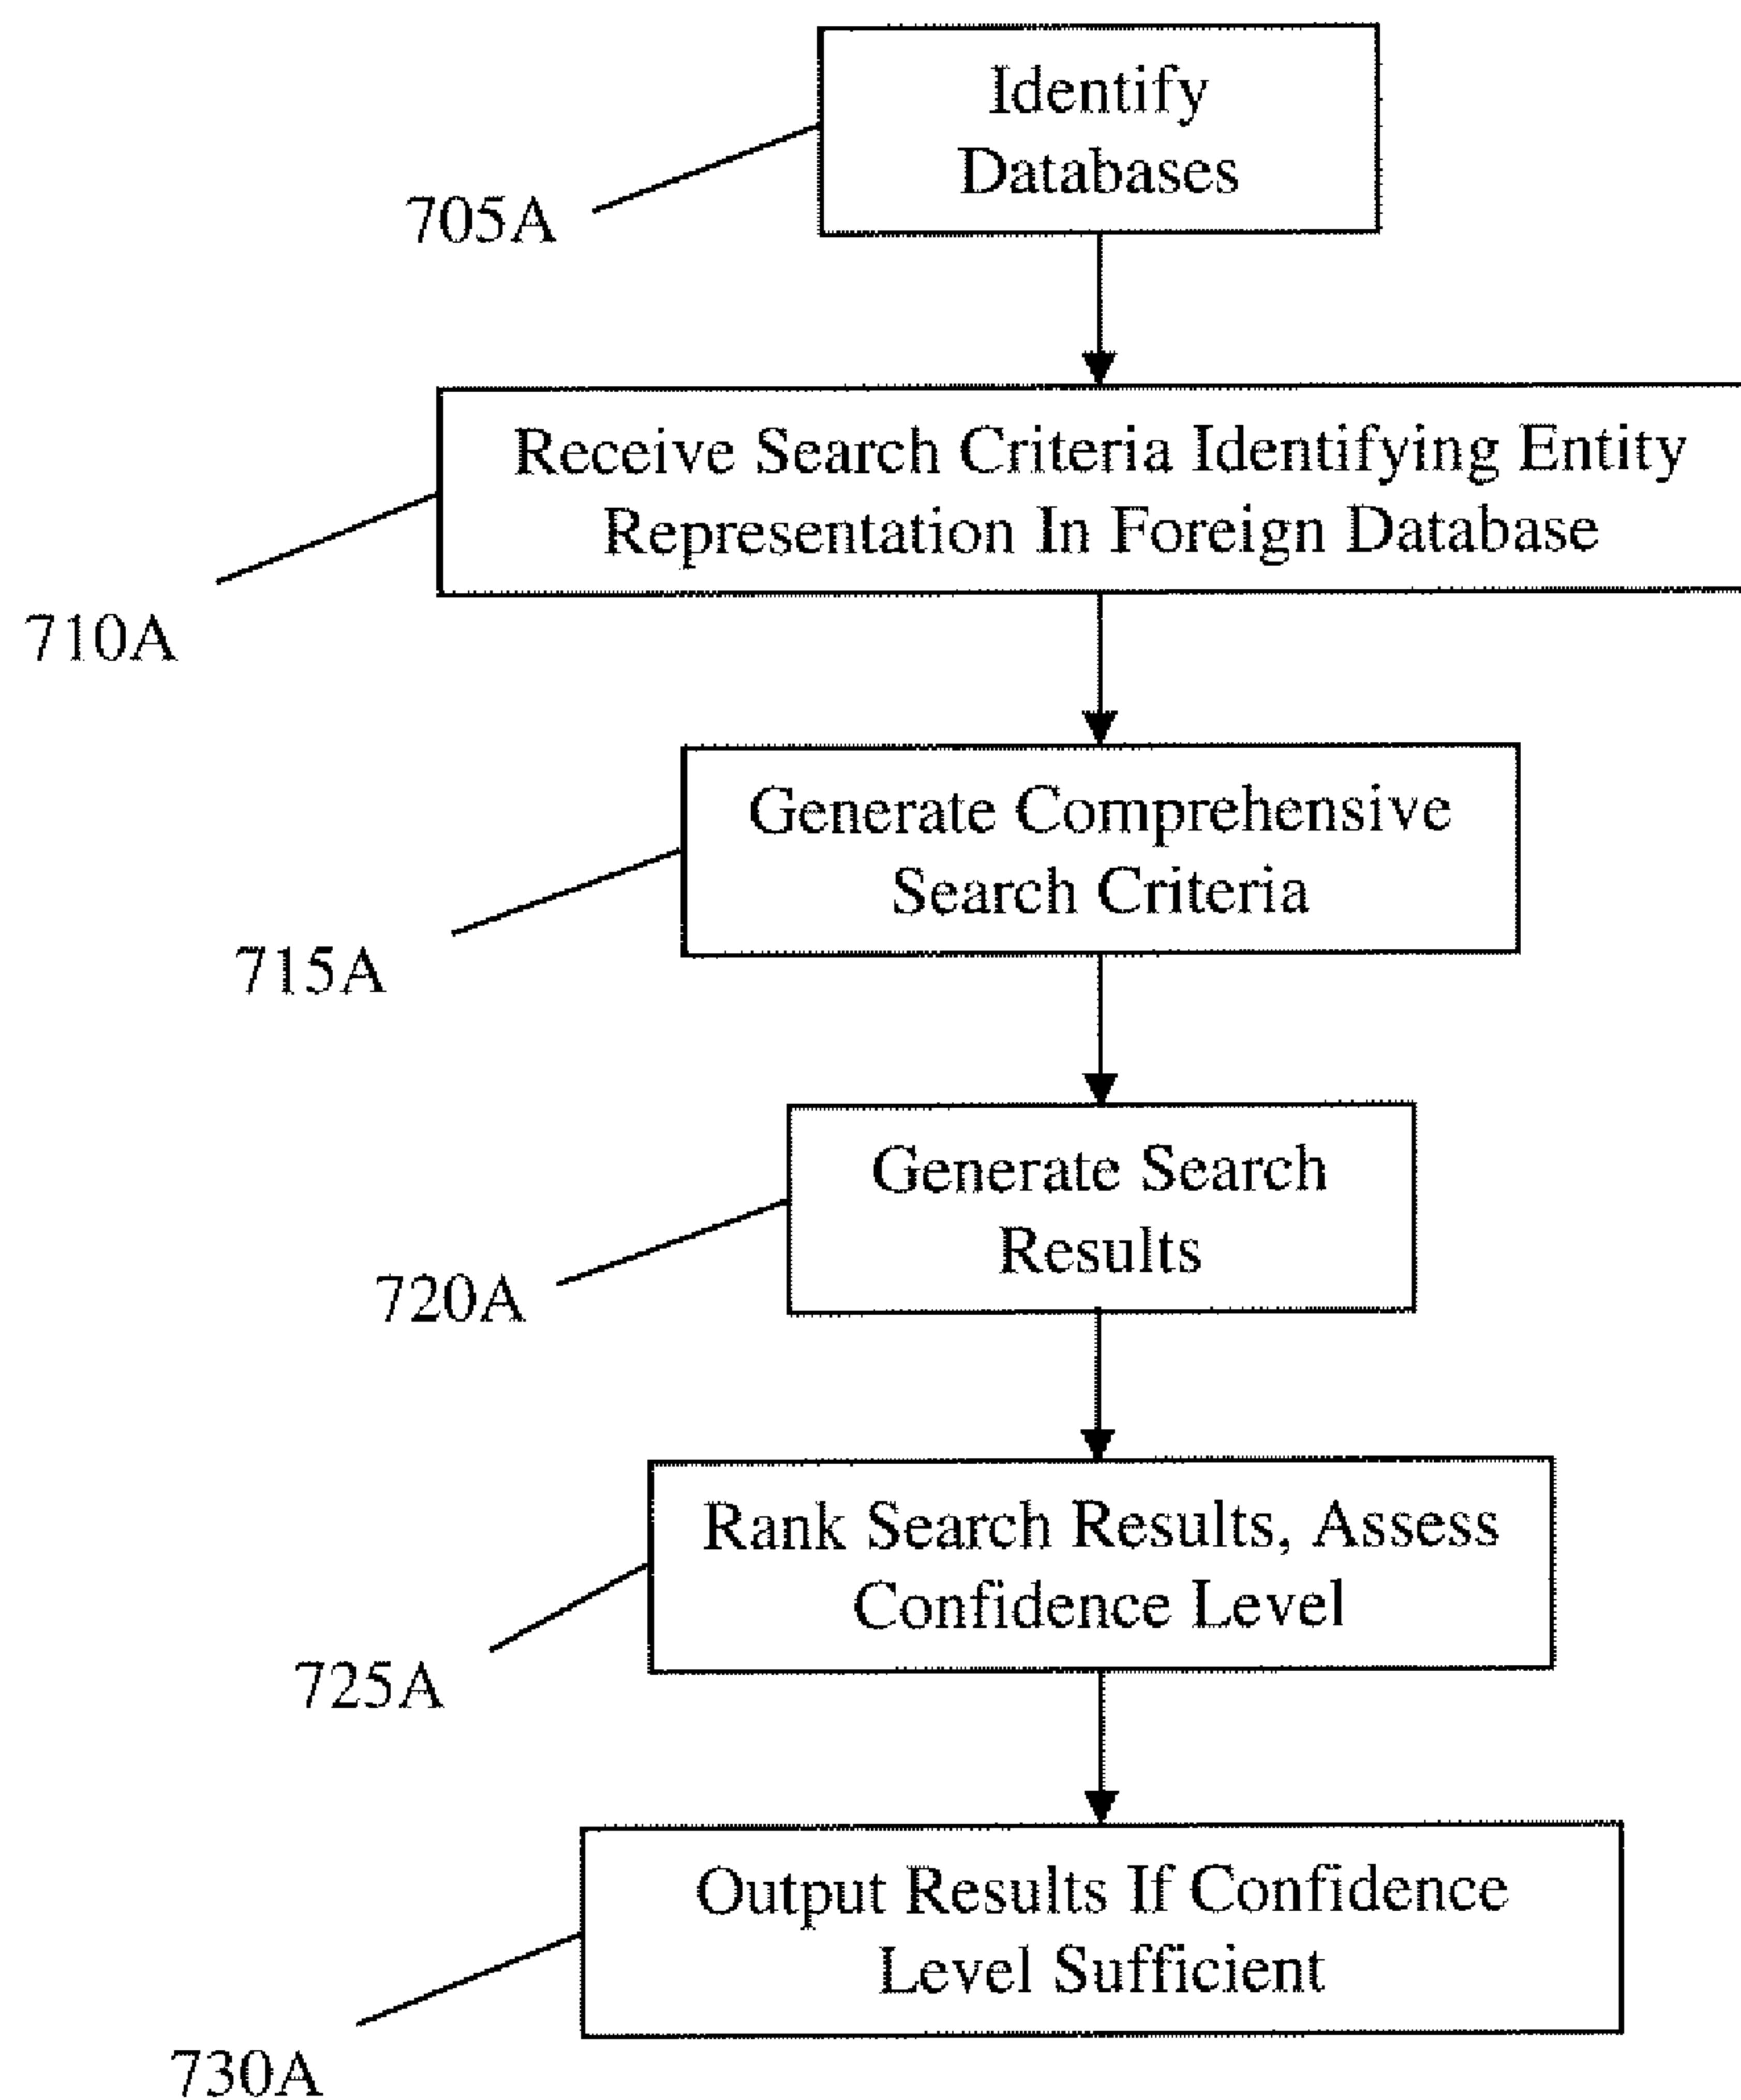 Identify
Databases
705A
Receive Search Criteria Identifying Entity
Representation In Foreign Database
710A
Generate Comprehensive
Search Criteria
715A
Generate Search
Results
720A
Rank Search Results, Assess
Confidence Level
725A
Output Results If Confidence
Level Sufficient
730A